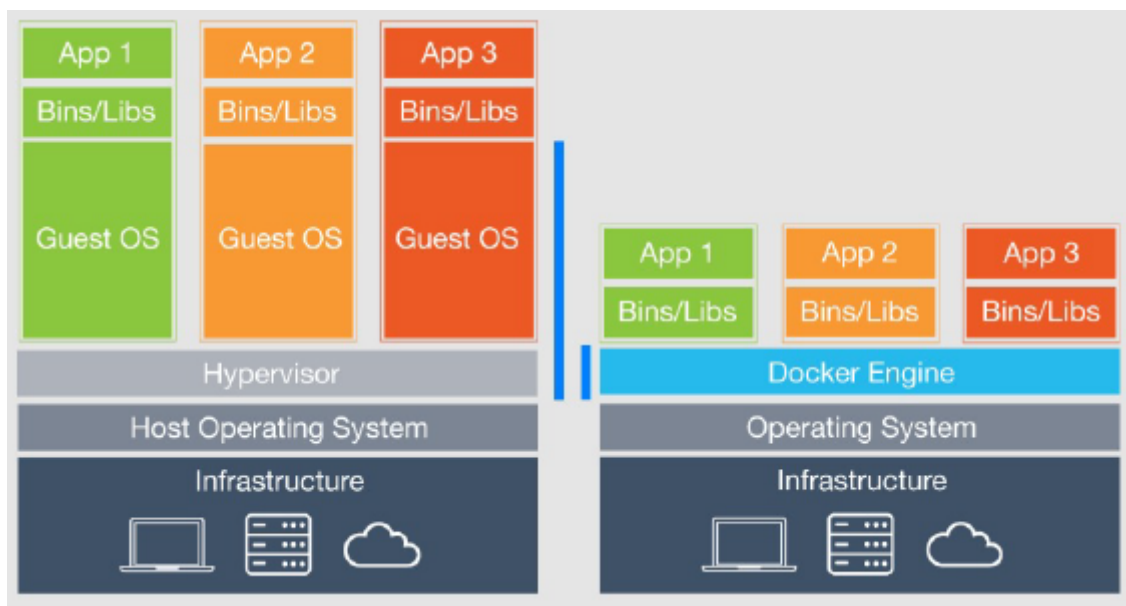 App 1
App 2
App 3
Bins/Libs
Bins/Libs
Bins/Libs
Guest OS
Guest OS
Guest OS
Hypervisor
Host Operating System
Infrastructure
App 1
App 2
App 3
Bins/Libs
Bins/Libs
Bins/Libs
Docker Engine
Operating System
Infrastructure